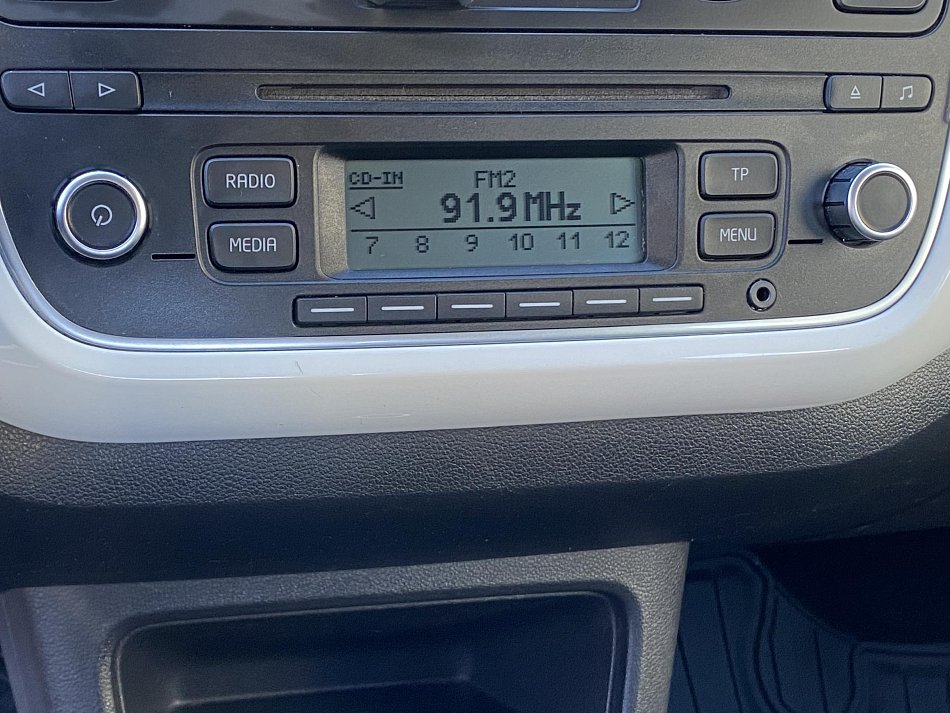 CD-IN
FM2
91.9 MHz
7 8 9 10 11 12
RADIO
MEDIA
TP
MENU